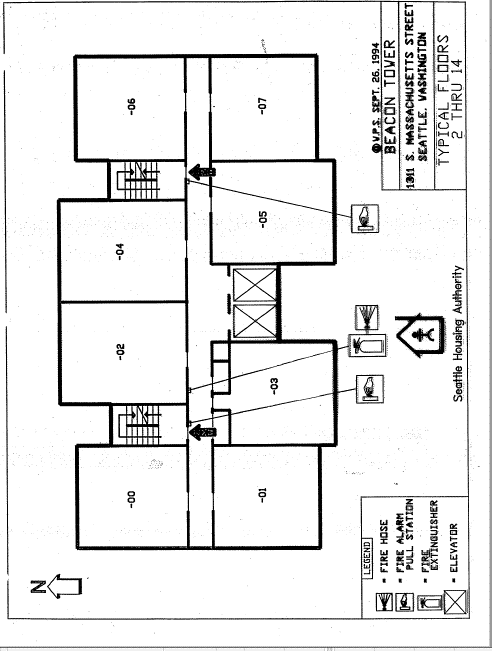 ©V.P.S. SEPT. 26, 1994
BEACON TOWER
1311 S. MASSACHUSETTS STREET
SEATTLE, WASHINGTON
TYPICAL FLOORS
2 THRU 14
-06
-07
-04
-05
-02
-03
-00
-01
Seattle Housing Authority
N
LEGEND
= FIRE HOSE
= FIRE ALARM
PULL STATION
= FIRE
EXTINGUISHER
= ELEVATOR